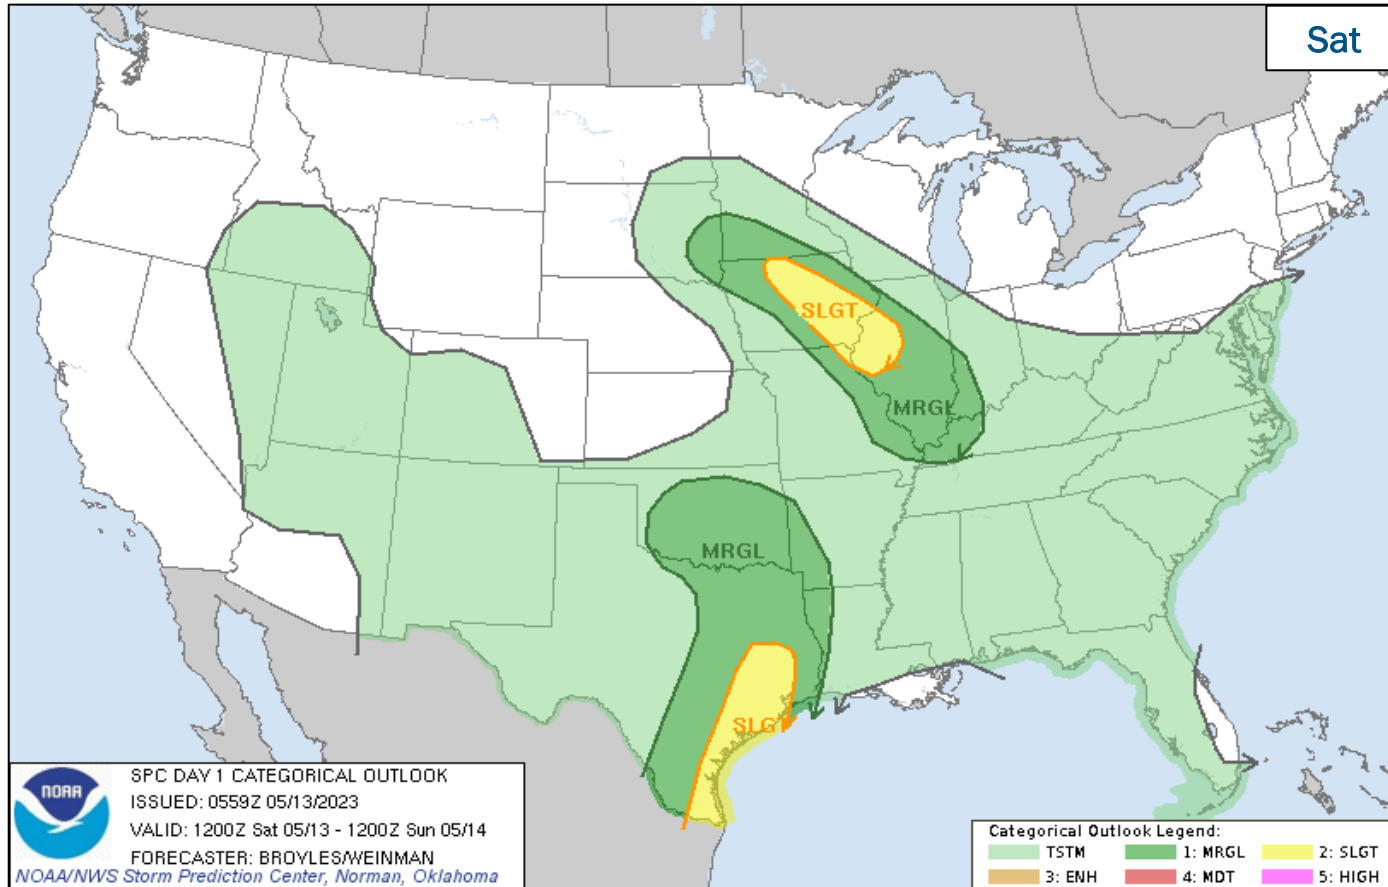 Sat
SLGT
MRGL
MRGL
SLGT
NOAA
SPC DAY 1 CATEGORICAL OUTLOOK
ISSUED: 0559Z 05/13/2023
VALID: 1200Z Sat 05/13 - 1200Z Sun 05/14
FORECASTER: BROYLES/WEINMAN
NOAA/NWS Storm Prediction Center, Norman, Oklahoma
Categorical Outlook Legend:
TSTM 1: MRGL 2: SLGT
3: ENH 4: MDT 5: HIGH